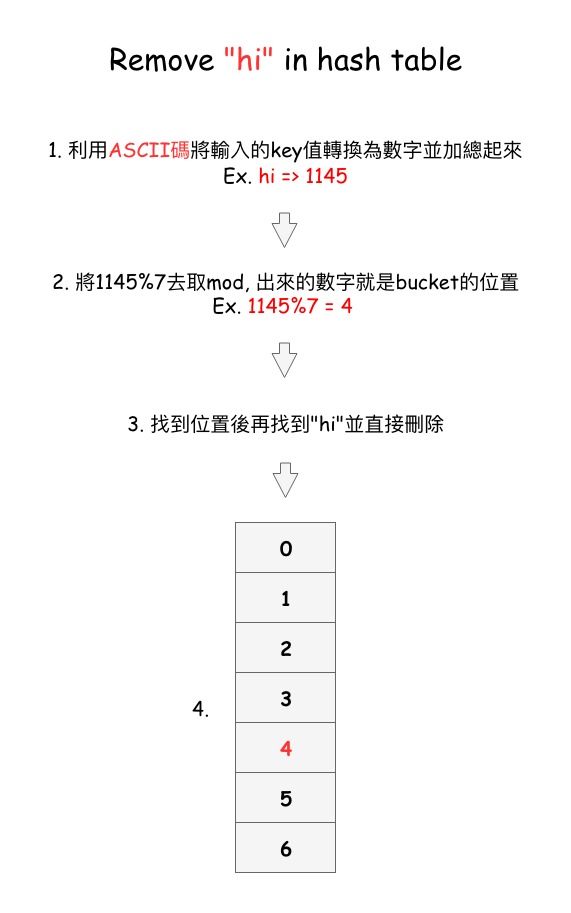 Remove "hi" in hash table
1. 利用ASCII碼將輸入的key值轉換為數字並加總起來
Ex. hi => 1145
2. 將1145%7去取mod, 出來的數字就是bucket的位置
Ex. 1145%7 = 4
3. 找到位置後再找到"hi"並直接刪除
0
1
2
3
4.
4
5
6